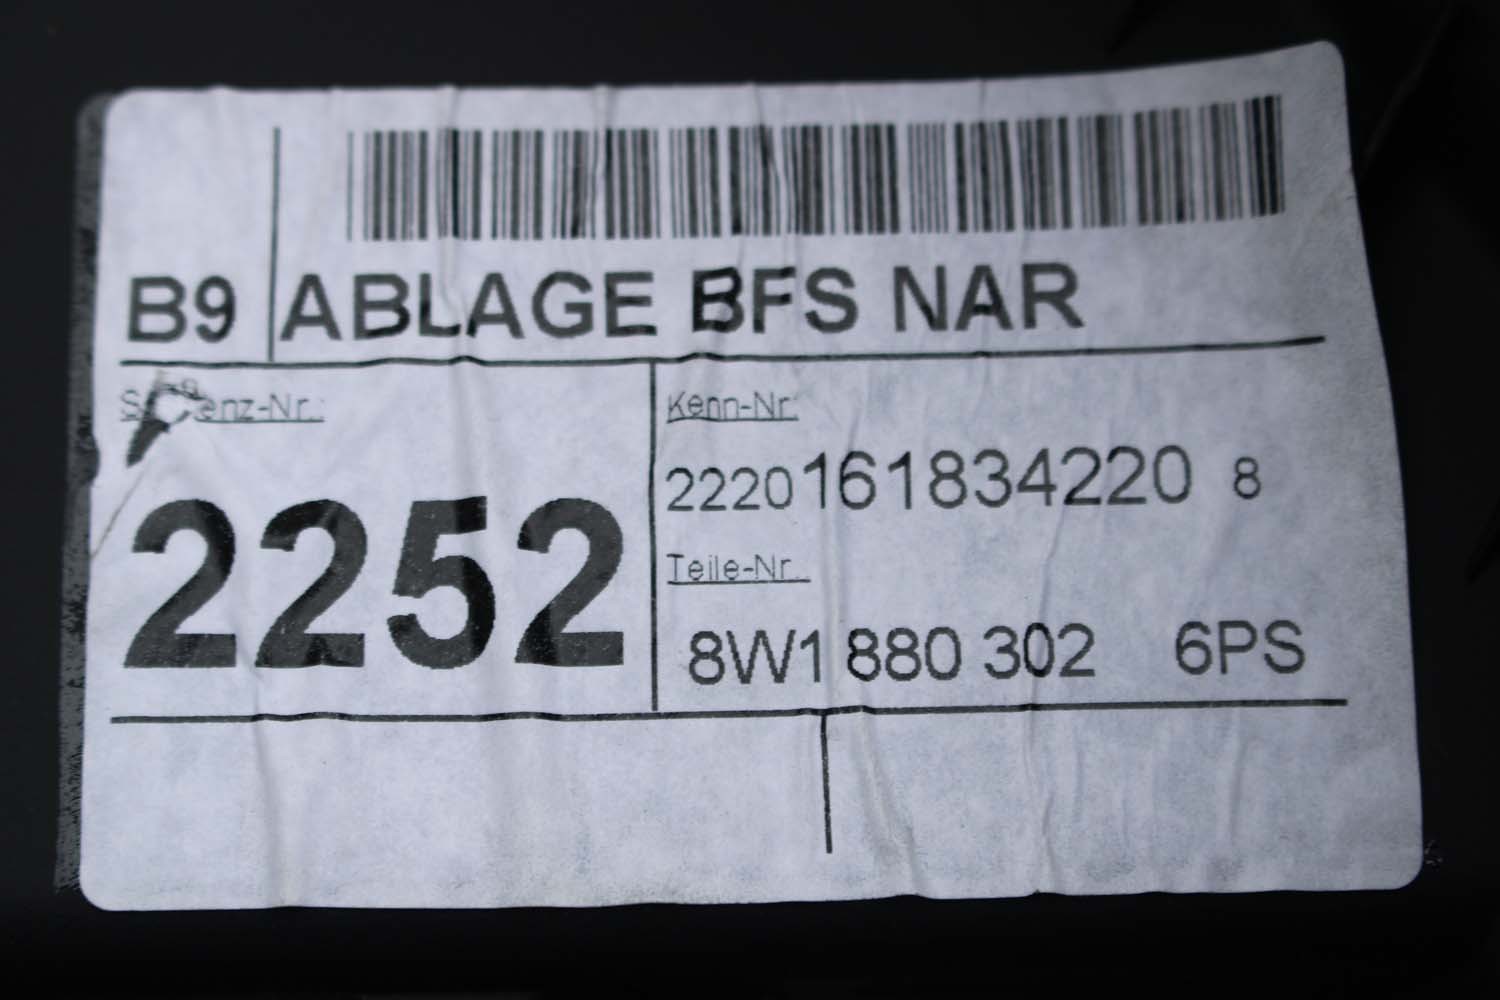 B9 ABLAGE BFS NAR
Kenn-Nr.:
2220161834220 8
2252
Teile-Nr.:
8W1 880 302 6PS